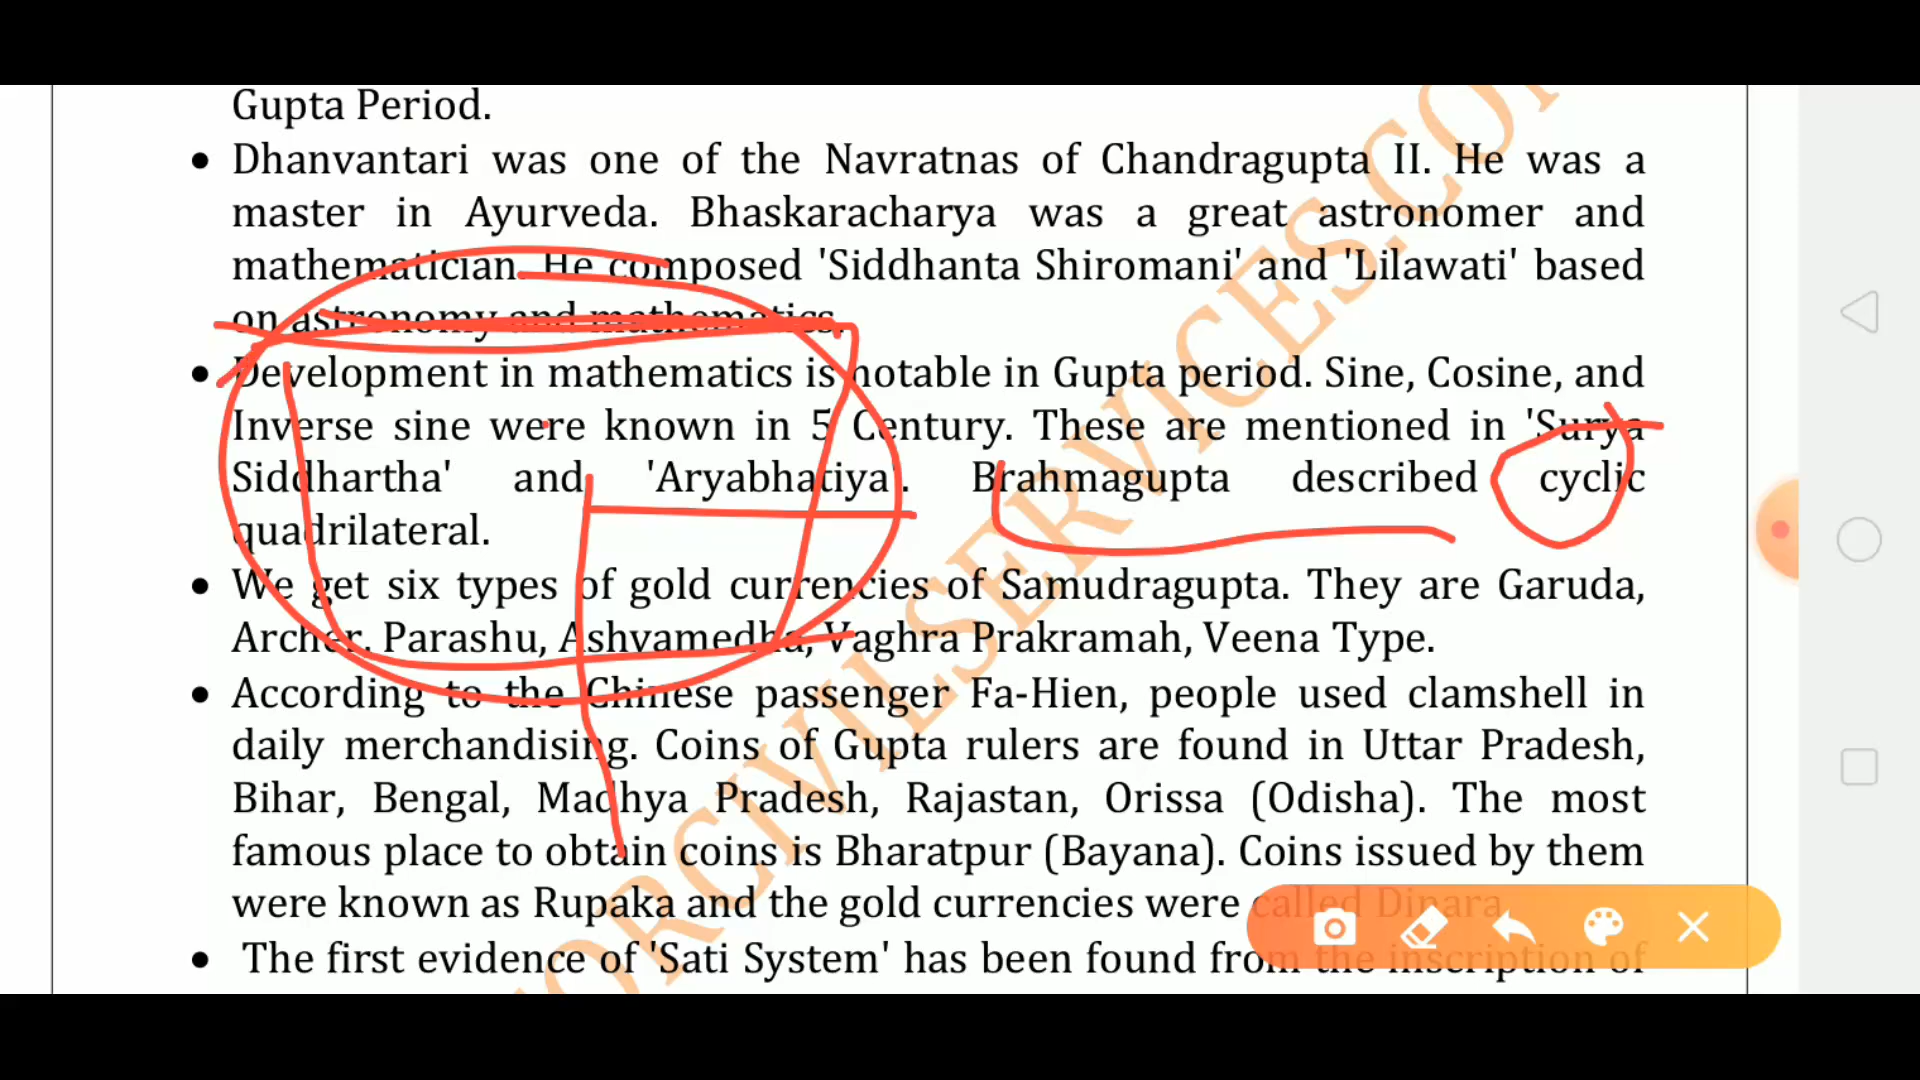 Gupta Period.
• Dhanvantari was one of the Navratnas of Chandragupta II. He was a
master in Ayurveda. Bhaskaracharya was a great astronomer and
mathematician. He composed 'Siddhanta Shiromani' and 'Lilawati' based
on astronomy and mathematics.
• Development in mathematics is notable in Gupta period. Sine, Cosine, and
Inverse sine were known in 5 Century. These are mentioned in 'Surya
Siddhartha' and 'Aryabhatiya'. Brahmagupta described cyclic
quadrilateral.
• We get six types of gold currencies of Samudragupta. They are Garuda,
Archer, Parashu, Ashvamedha, Vaghra Prakramah, Veena Type.
• According to the Chinese passenger Fa-Hien, people used clamshell in
daily merchandising. Coins of Gupta rulers are found in Uttar Pradesh,
Bihar, Bengal, Madhya Pradesh, Rajastan, Orissa (Odisha). The most
famous place to obtain coins is Bharatpur (Bayana). Coins issued by them
were known as Rupaka and the gold currencies were called Dinara
• The first evidence of 'Sati System' has been found from the inscription of
ORCIVILSERVICES.CO